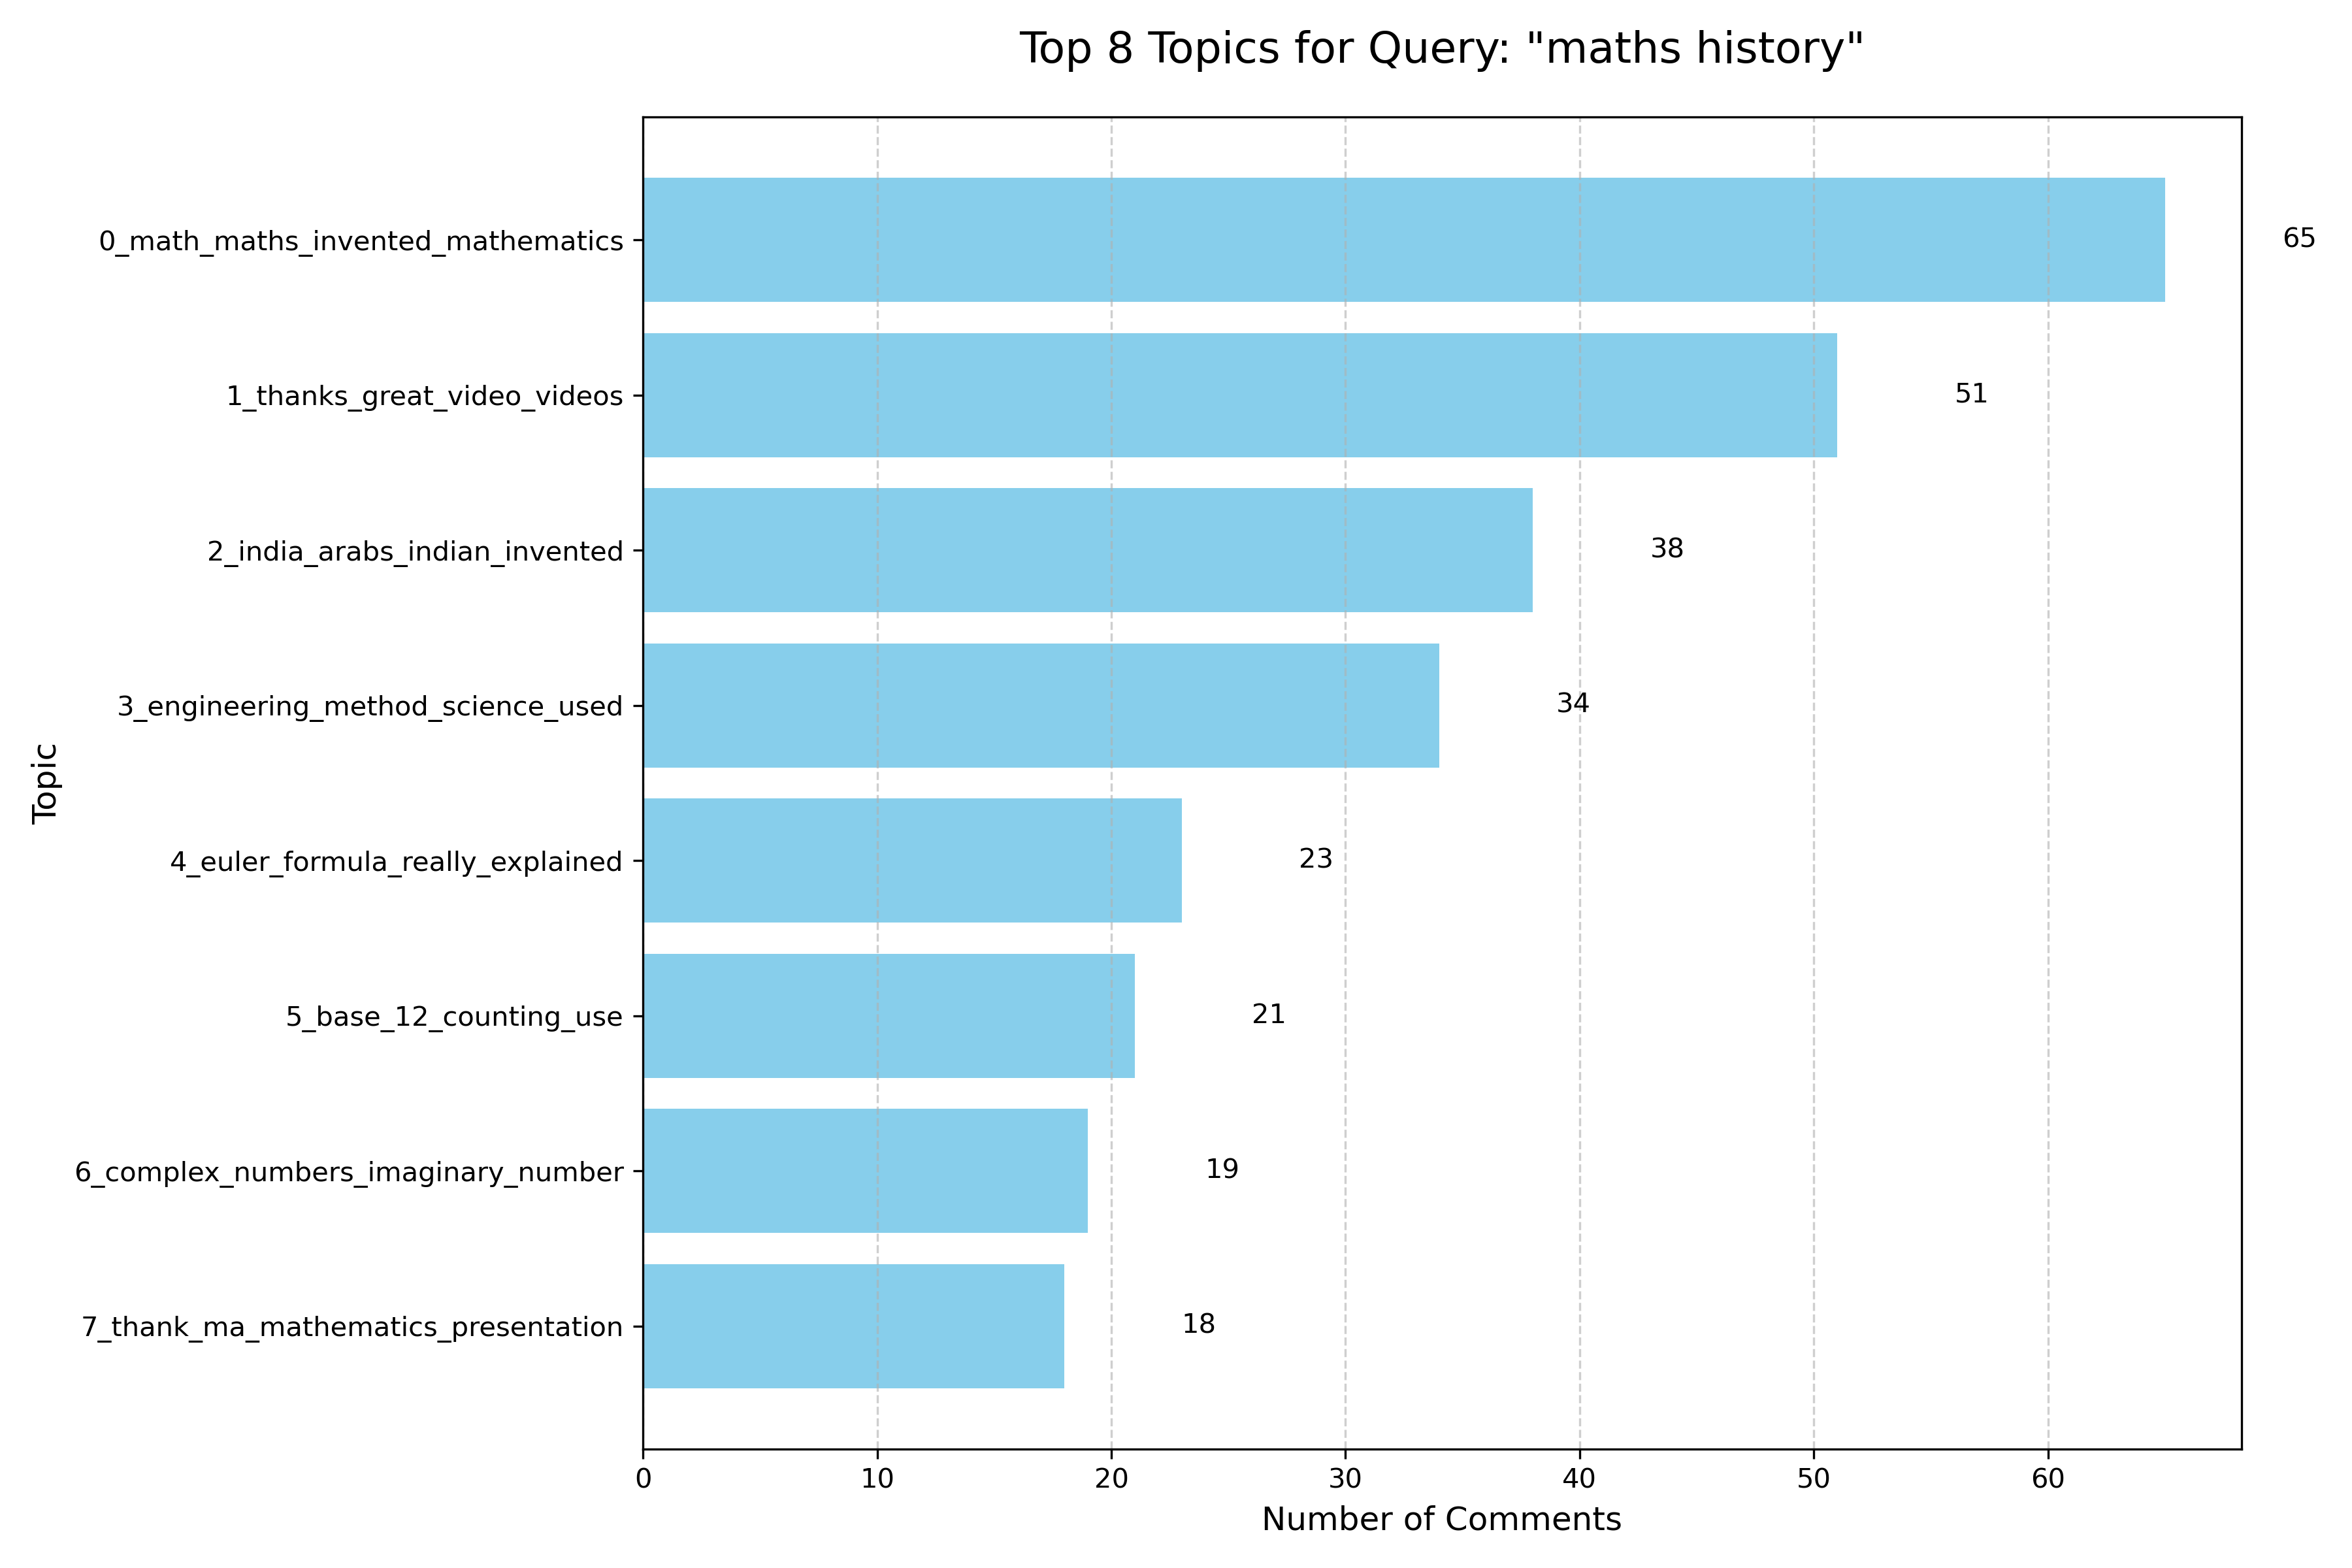 Top 8 Topics for Query: "maths history"
0_math_maths_invented_mathematics
65
1_thanks_great_video_videos
51
2_india_arabs_indian_invented
38
3_engineering_method_science_used
34
4_euler_formula_really_explained
23
5_base_12_counting_use
21
6_complex_numbers_imaginary_number
19
7_thank_ma_mathematics_presentation
18
Topic
0 10 20 30 40 50 60
Number of Comments